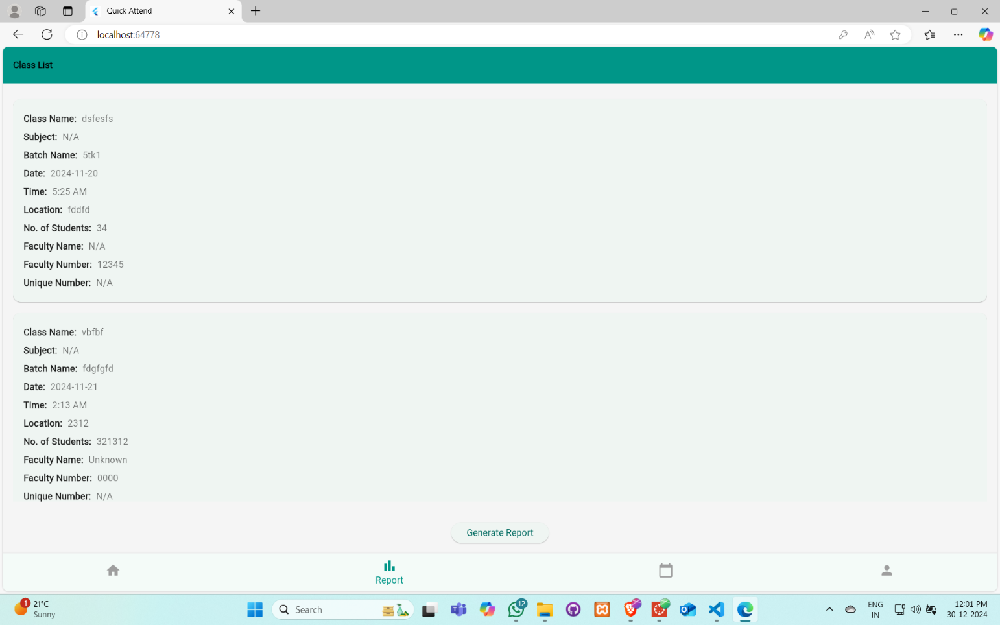 Quick Attend
localhost:64778
Class List
Class Name: dsfesfs
Subject: N/A
Batch Name: 5tk1
Date: 2024-11-20
Time: 5:25 AM
Location: fddfd
No. of Students: 34
Faculty Name: N/A
Faculty Number: 12345
Unique Number: N/A
Class Name: vbfbf
Subject: N/A
Batch Name: fdgfgfd
Date: 2024-11-21
Time: 2:13 AM
Location: 2312
No. of Students: 321312
Faculty Name: Unknown
Faculty Number: 0000
Unique Number: N/A
Generate Report
Report
1
21°C
Sunny
Search
12
ENG
IN
12:01 PM
30-12-2024